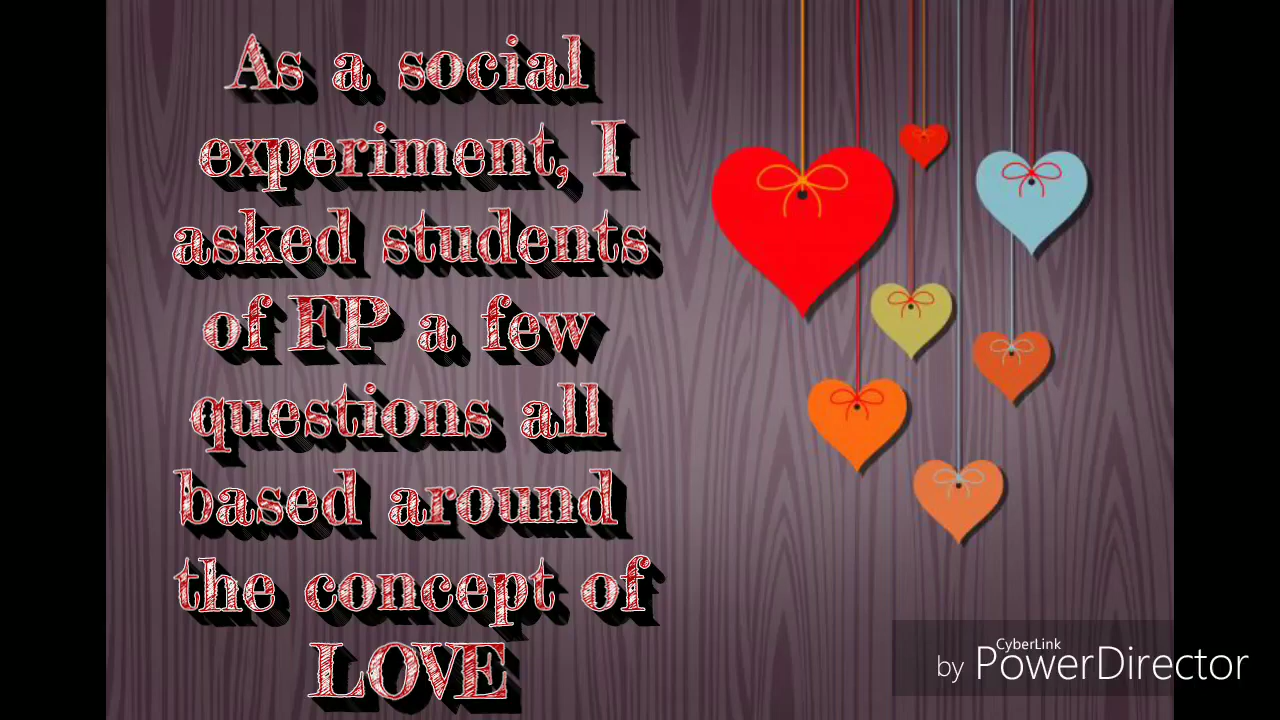 As a social
experiment, I
asked students
of FP a few
questions all
based around
the concept of
LOVE
CyberLink
by PowerDirector